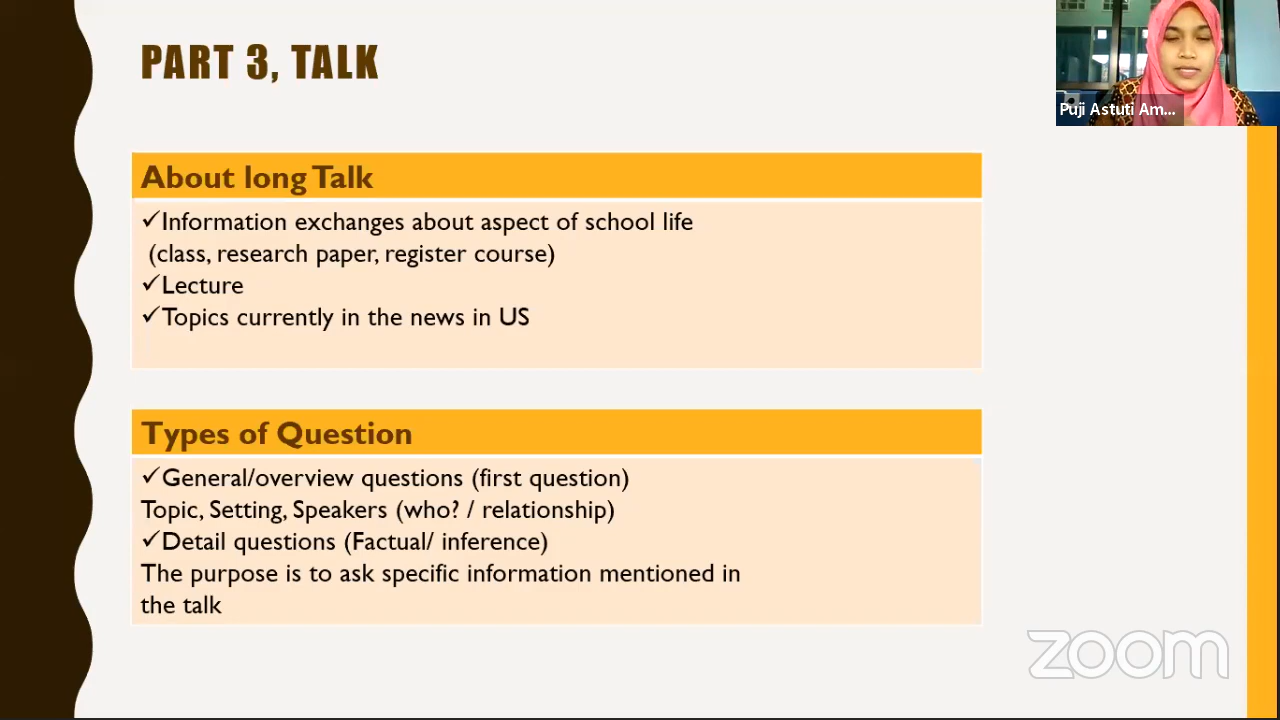 PART 3, TALK
Puji Astuti Am...
About long Talk
✓Information exchanges about aspect of school life
(class, research paper, register course)
✓Lecture
✓Topics currently in the news in US
Types of Question
✓General/overview questions (first question)
Topic, Setting, Speakers (who? / relationship)
✓Detail questions (Factual/ inference)
The purpose is to ask specific information mentioned in
the talk
zoom